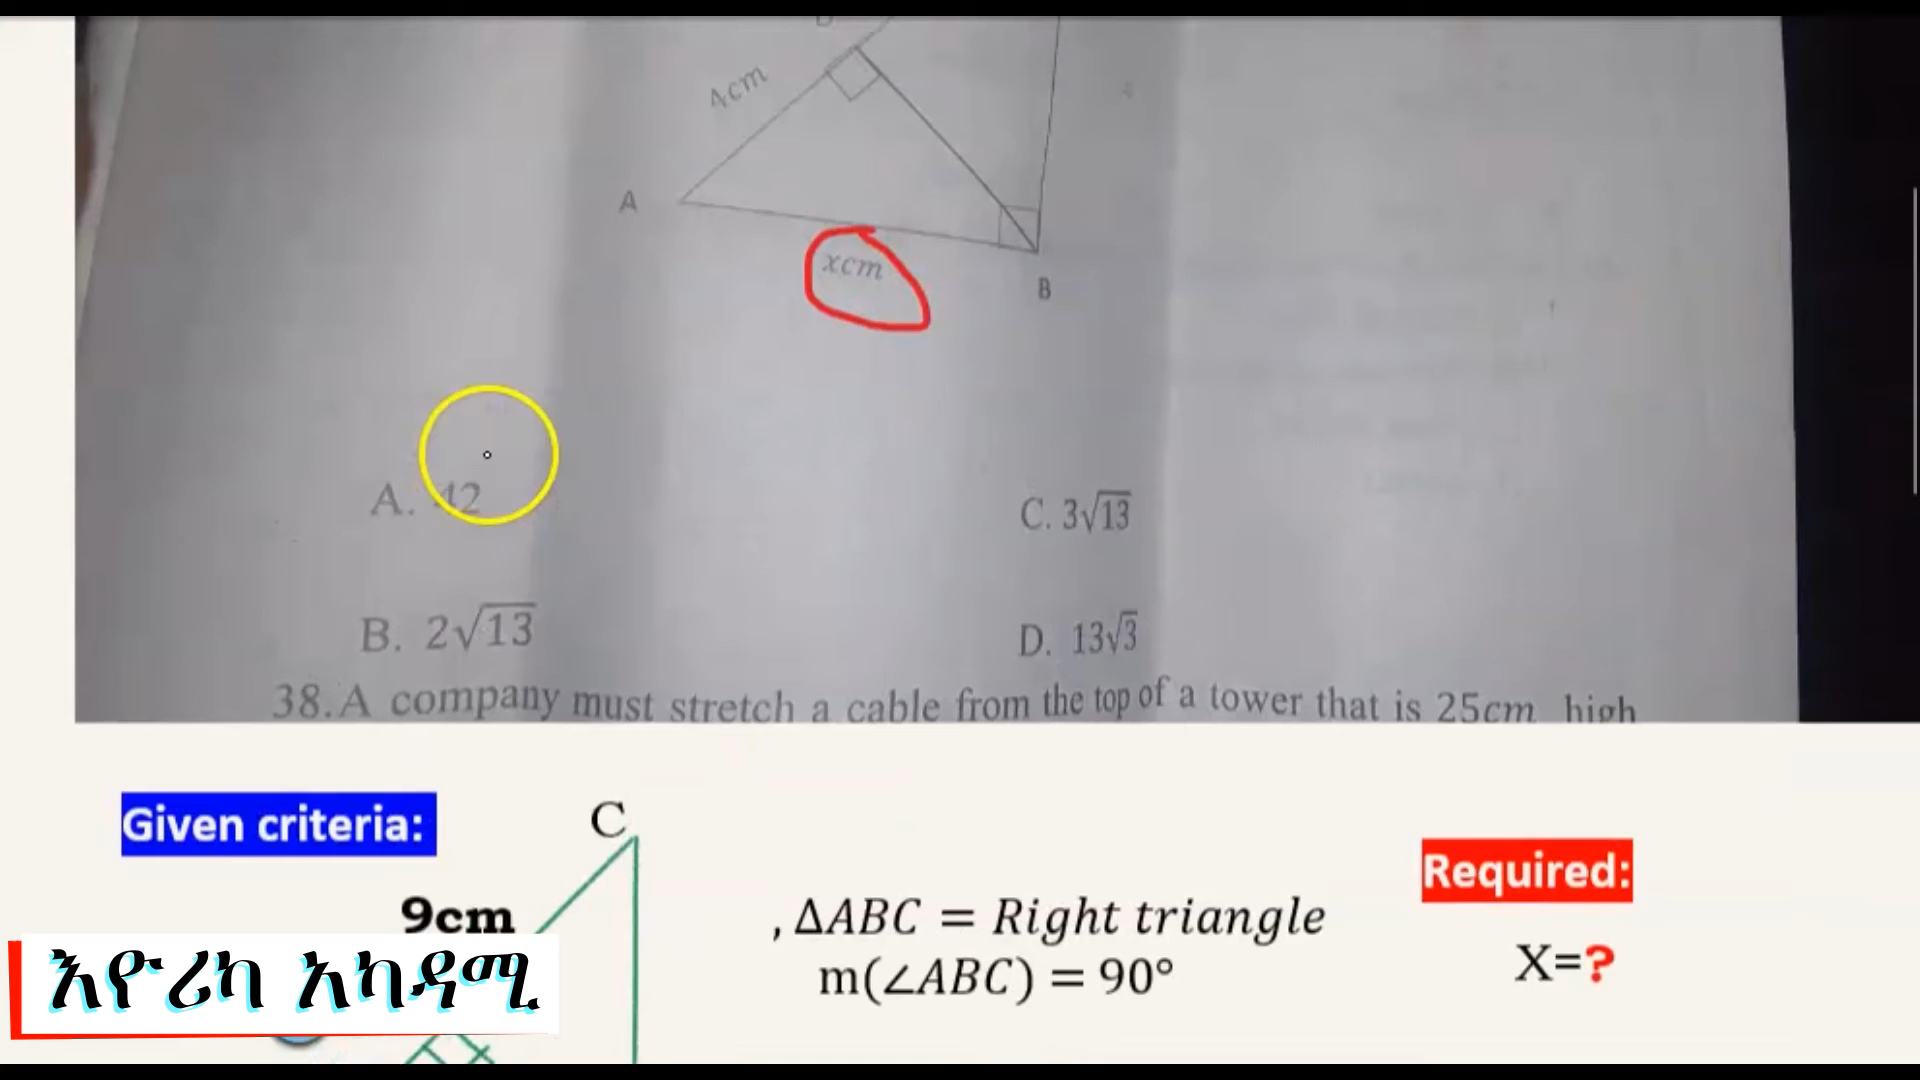 4cm
A
xcm
B
A. 42
C. 3√13
B. 2√13
D. 13√3
38. A company must stretch a cable from the top of a tower that is 25cm high
Given criteria:
C
9cm
, ΔABC = Right triangle
m(∠ABC) = 90°
Required:
X=?
እዮሪካ አካዳሚ